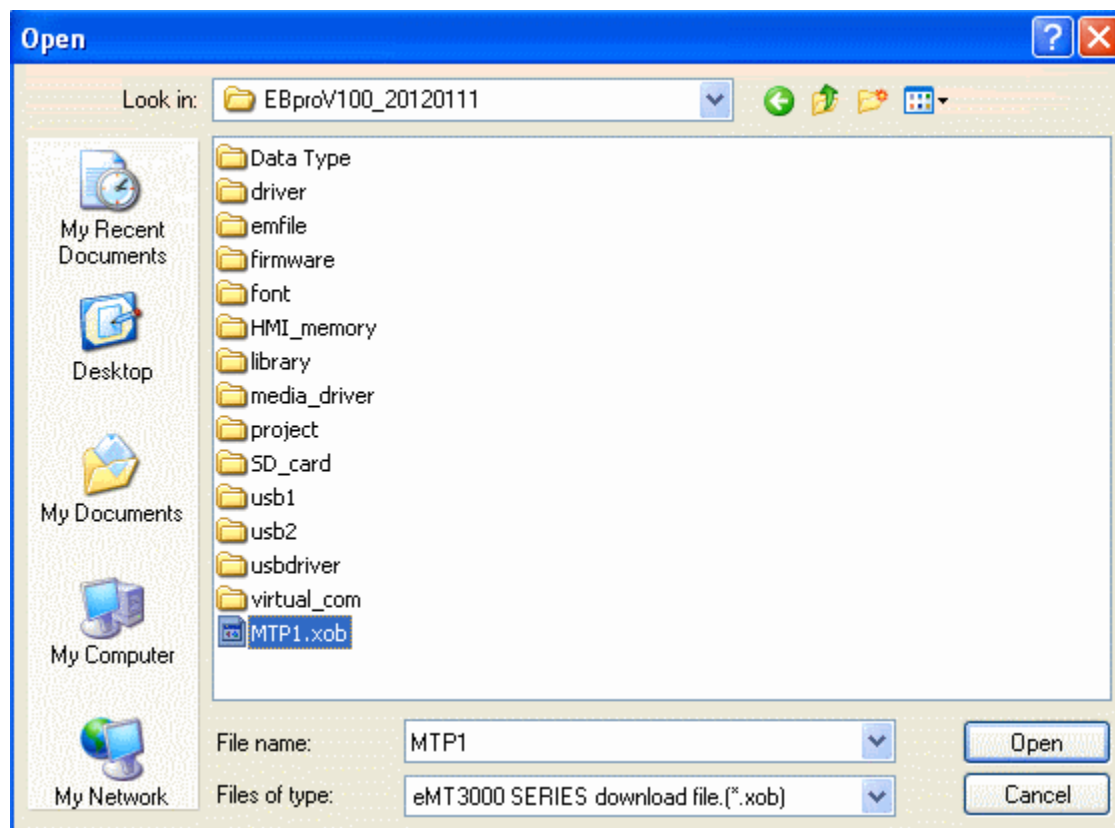 Open
Look in: EBproV100_20120111
My Recent
Documents
Desktop
My Documents
My Computer
My Network
Data Type
driver
emfile
firmware
font
HMI_memory
library
media_driver
project
SD_card
usb1
usb2
usbdriver
virtual_com
MTP1.xob
File name: MTP1 Open
Files of type: eMT3000 SERIES download file.(*.xob) Cancel